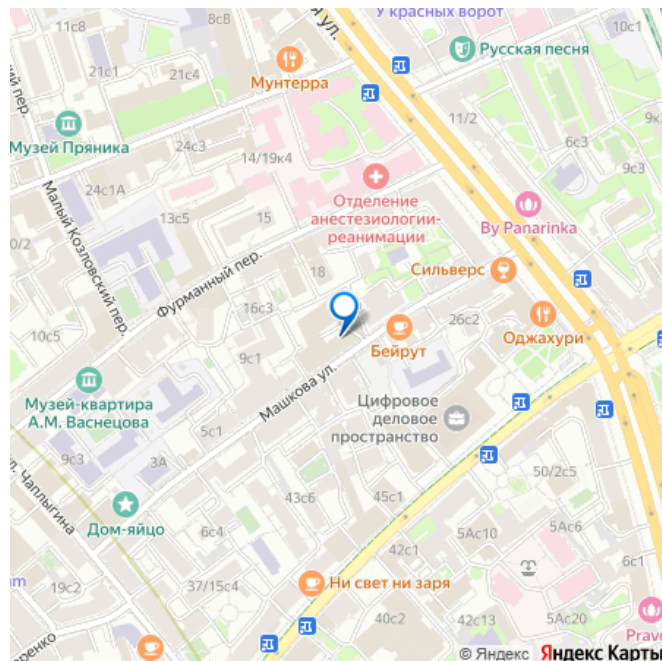 У красных ворот
10с1
11с8
8с8
я ул.
Русская песня
21с1
21с4
Мунтерра
11/2
9к2
24с3
6с3
Музей Пряника
14/19к4
9с3
24с1А
Отделение
анестезиологии-
реанимации
By Panarinka
Малый Козловский пер.
13с5
15
0/2
Фурманный пер.
18
Сильверс
16с3
26с2
Оджахури
10с5
9с1
Бейрут
Музей-квартира
А.М. Васнецова
Машкова ул.
Цифровое
деловое
пространство
5с1
9с3
3А
50/2с5
л. Чаплыгина
43с6
45с1
Дом-яйцо
6с4
5Ас10
5Ас6
42с1
6с1
19с2
37/15с4
Ни свет ни заря
40с2
42с13
5Ас20
Pravo
© Яндекс Яндекс Карты